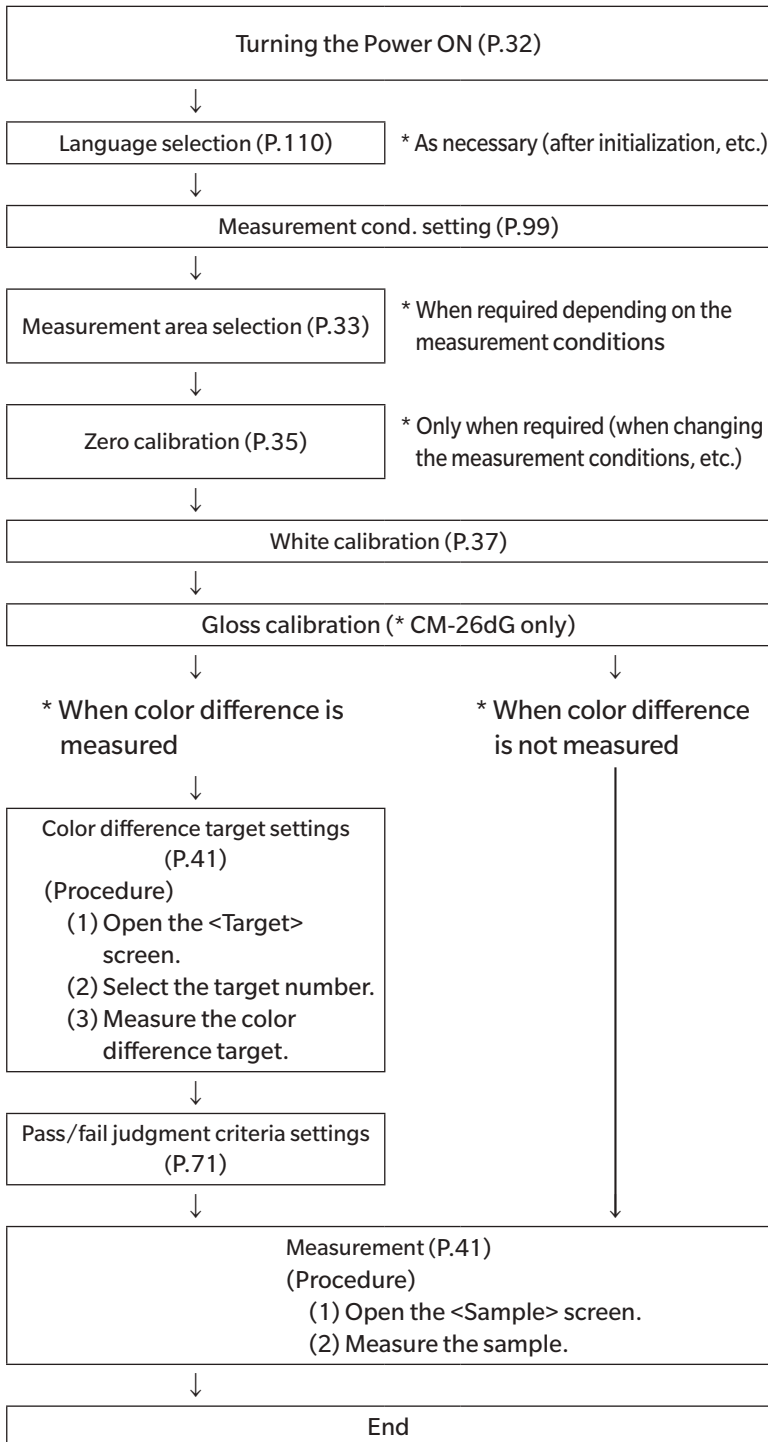 Turning the Power ON (P.32)
↓
Language selection (P.110)
* As necessary (after initialization, etc.)
↓
Measurement cond. setting (P.99)
↓
Measurement area selection (P.33)
* When required depending on the
measurement conditions
↓
Zero calibration (P.35)
* Only when required (when changing
the measurement conditions, etc.)
↓
White calibration (P.37)
↓
Gloss calibration (* CM-26dG only)
↓
* When color difference is
measured
↓
Color difference target settings
(P.41)
(Procedure)
(1) Open the <Target>
screen.
(2) Select the target number.
(3) Measure the color
difference target.
↓
Pass/fail judgment criteria settings
(P.71)
↓
↓
* When color difference
is not measured
Measurement (P.41)
(Procedure)
(1) Open the <Sample> screen.
(2) Measure the sample.
↓
End